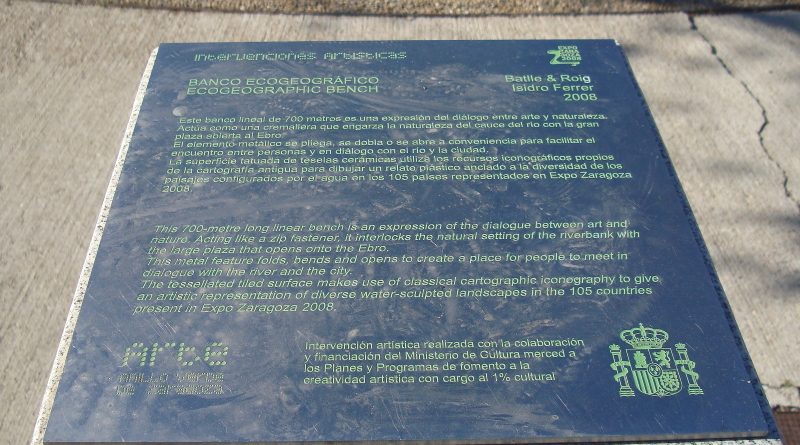 Intervenciones Artísticas
EXPO
ZARA
GOZA
2008
BANCO ECOGEOGRÁFICO
ECOGEOGRAPHIC BENCH
Batlle & Roig
Isidro Ferrer
2008
Este banco lineal de 700 metros es una expresión del diálogo entre arte y naturaleza.
Actúa como una cremallera que engarza la naturaleza del cauce del río con la gran
plaza abierta al Ebro.
El elemento metálico se pliega, se dobla o se abre a conveniencia para facilitar el
encuentro entre personas y en diálogo con el río y la ciudad.
La superficie tatuada de teselas cerámicas utiliza los recursos iconográficos propios
de la cartografía antigua para dibujar un relato plástico anclado a la diversidad de los
paisajes configurados por el agua en los 105 países representados en Expo Zaragoza
2008.
This 700-metre long linear bench is an expression of the dialogue between art and
nature. Acting like a zip fastener, it interlocks the natural setting of the riverbank with
the large plaza that opens onto the Ebro.
This metal feature folds, bends and opens to create a place for people to meet in
dialogue with the river and the city.
The tessellated tiled surface makes use of classical cartographic iconography to give
an artistic representation of diverse water-sculpted landscapes in the 105 countries
present in Expo Zaragoza 2008.
Arte
Anillo Verde
de Zaragoza
Intervención artística realizada con la colaboración
y financiación del Ministerio de Cultura merced a
los Planes y Programas de fomento a la
creatividad artística con cargo al 1% cultural